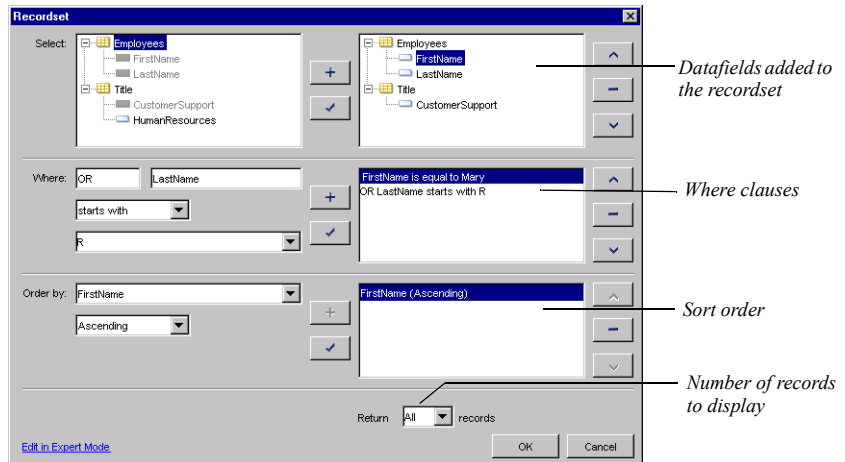 Recordset
Select:
Employees
FirstName
LastName
Title
CustomerSupport
HumanResources
Employees
FirstName
LastName
Title
CustomerSupport
Datafields added to
the recordset
Where:
OR
LastName
starts with
R
FirstName is equal to Mary
OR LastName starts with R
Where clauses
Order by:
FirstName
Ascending
FirstName (Ascending)
Sort order
Number of records
to display
Return All records
Edit in Expert Mode
OK
Cancel